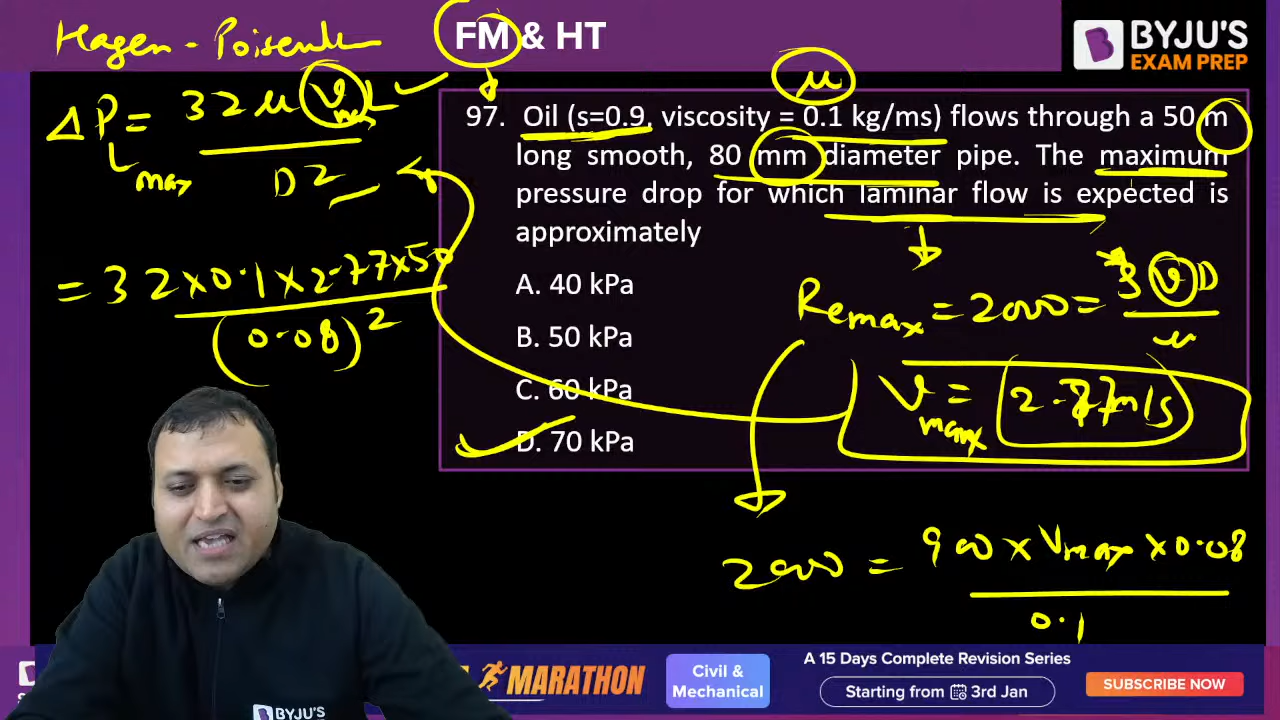 Hagen - Poiseule
FM & HT
BYJU'S
EXAM PREP
μ
ΔP = 32 μ Vmax L
max
D2
97. Oil (s=0.9, viscosity = 0.1 kg/ms) flows through a 50 m
long smooth, 80 mm diameter pipe. The maximum
pressure drop for which laminar flow is expected is
approximately
= 32×0.1×2.77×50
(0.08)2
A. 40 kPa
B. 50 kPa
C. 60 kPa
D. 70 kPa
Remax = 2000 = ρVD
μ
Vmax = 2.77m/s
2000 = 900 × Vmax × 0.08
0.1
MARATHON
Civil &
Mechanical
A 15 Days Complete Revision Series
Starting from 3rd Jan
SUBSCRIBE NOW
BYJU'S